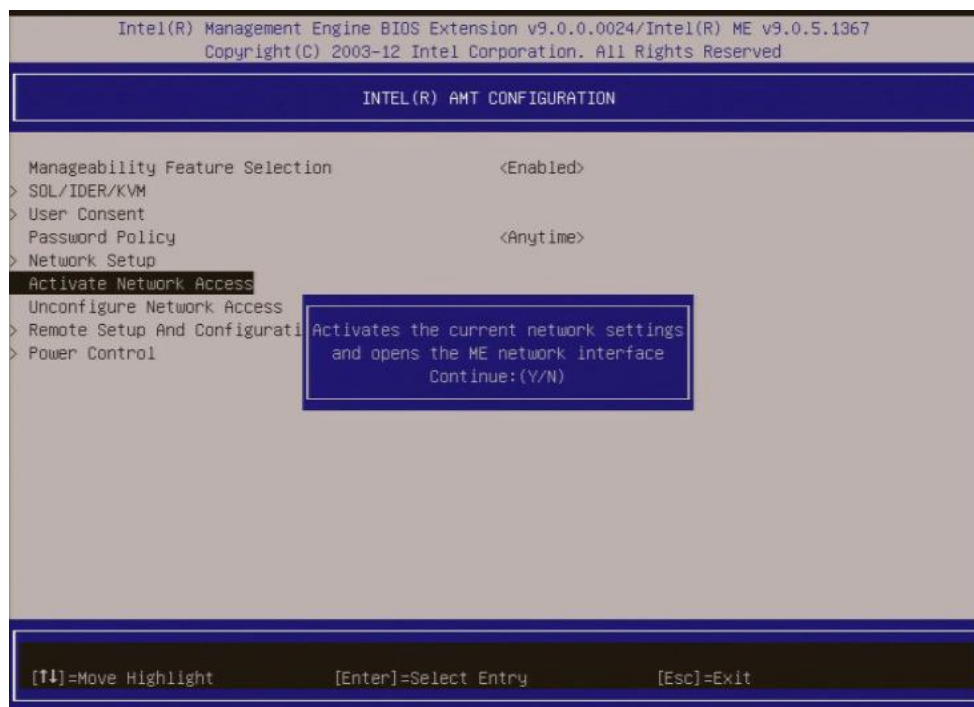 Intel(R) Management Engine BIOS Extension v9.0.0.0024/Intel(R) ME v9.0.5.1367
Copyright(C) 2003-12 Intel Corporation. All Rights Reserved
INTEL(R) AMT CONFIGURATION
Manageability Feature Selection <Enabled>
> SOL/IDER/KVM
> User Consent
Password Policy <Anytime>
> Network Setup
Activate Network Access
Unconfigure Network Access
> Remote Setup And Configurati
> Power Control
Activates the current network settings
and opens the ME network interface
Continue:(Y/N)
[↑↓]=Move Highlight [Enter]=Select Entry [Esc]=Exit